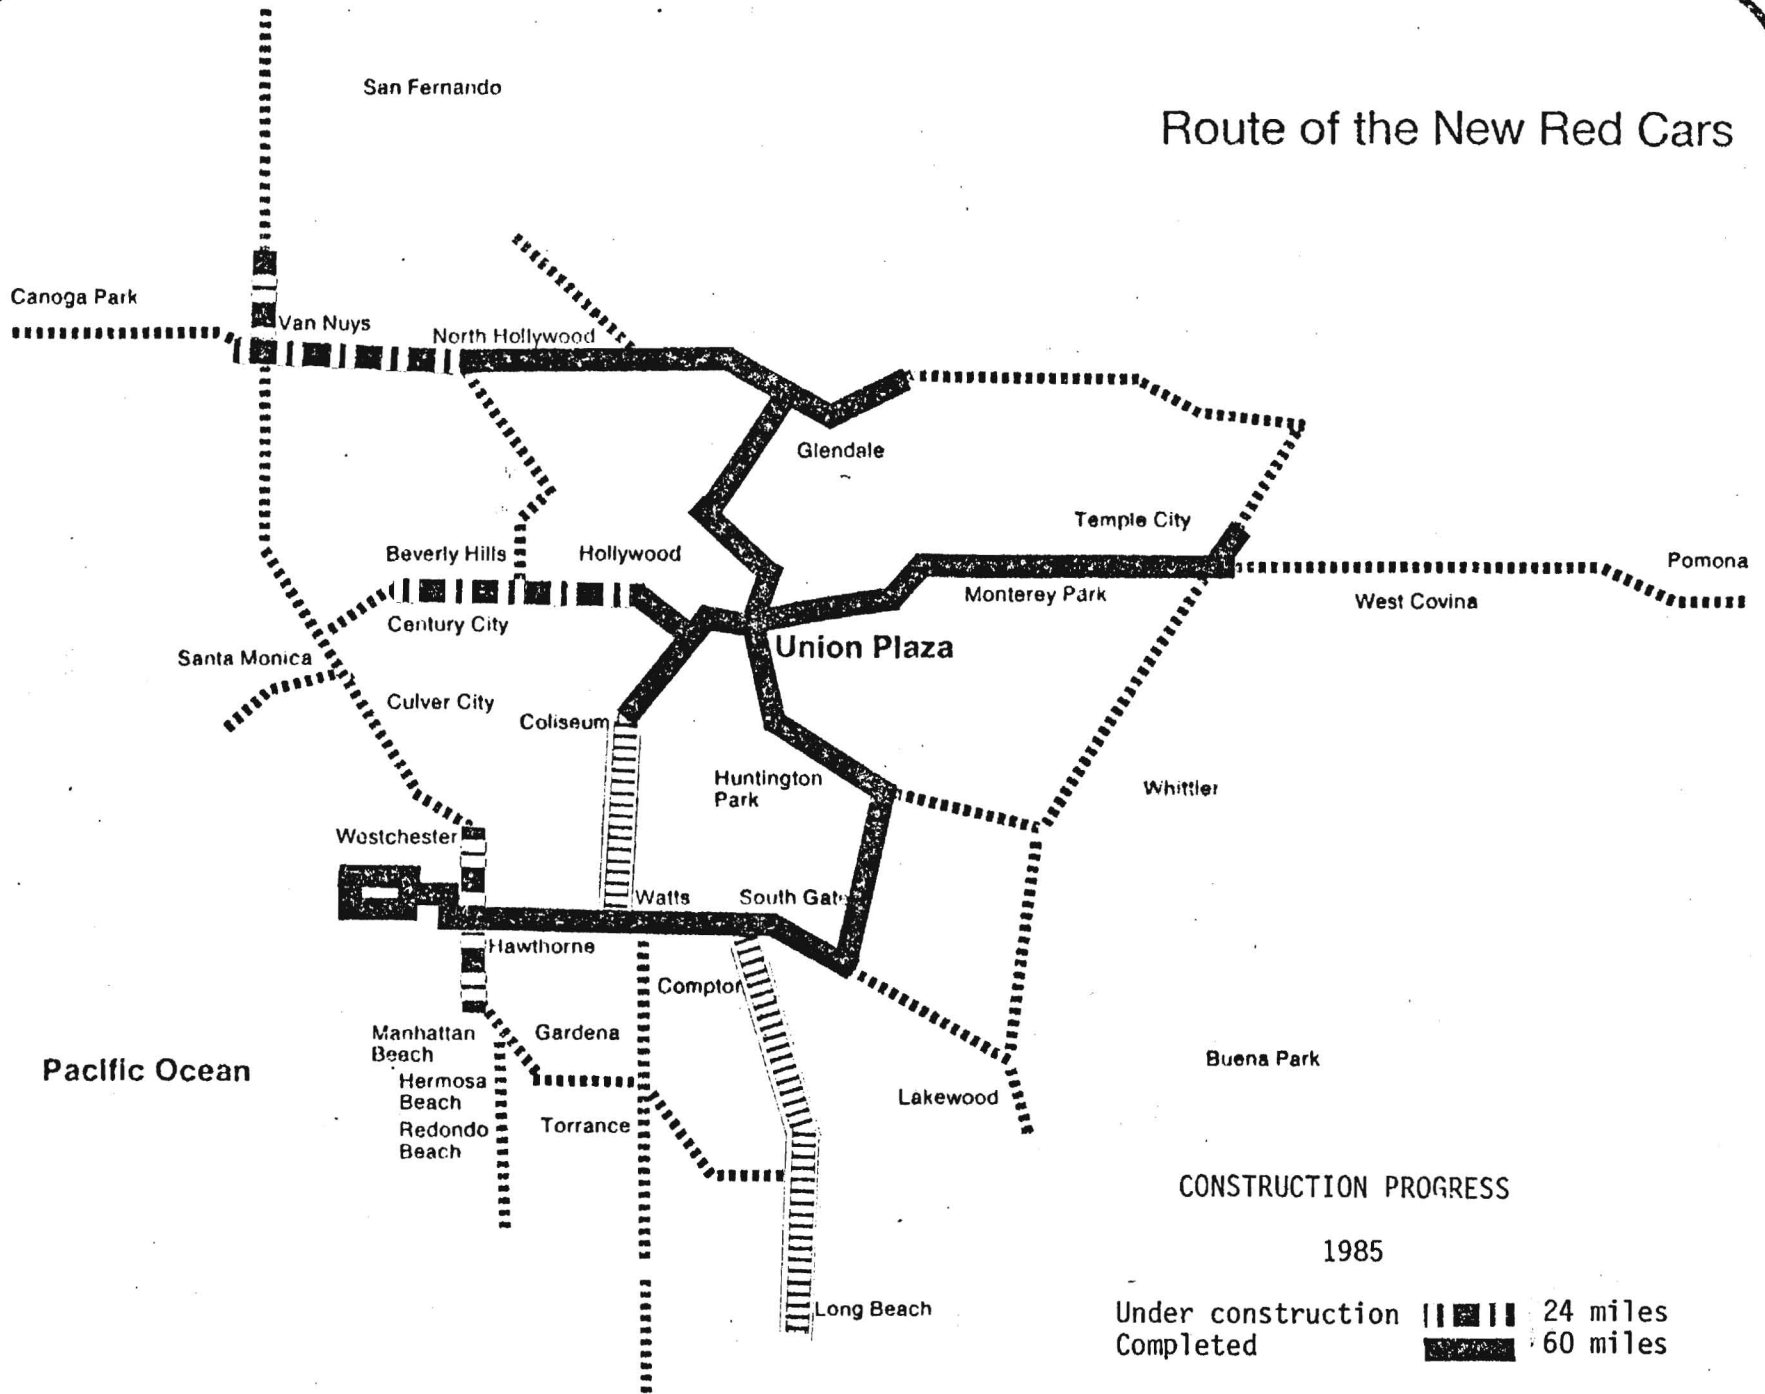 San Fernando
Route of the New Red Cars
Canoga Park
Van Nuys
North Hollywood
Glendale
Temple City
Beverly Hills
Hollywood
Pomona
Monterey Park
West Covina
Century City
Union Plaza
Santa Monica
Culver City
Coliseum
Huntington
Park
Whittier
Westchester
Watts
South Gate
Hawthorne
Compton
Manhattan
Beach
Gardena
Pacific Ocean
Buena Park
Hermosa
Beach
Lakewood
Redondo
Beach
Torrance
CONSTRUCTION PROGRESS
1985
Long Beach
Under construction 24 miles
Completed 60 miles